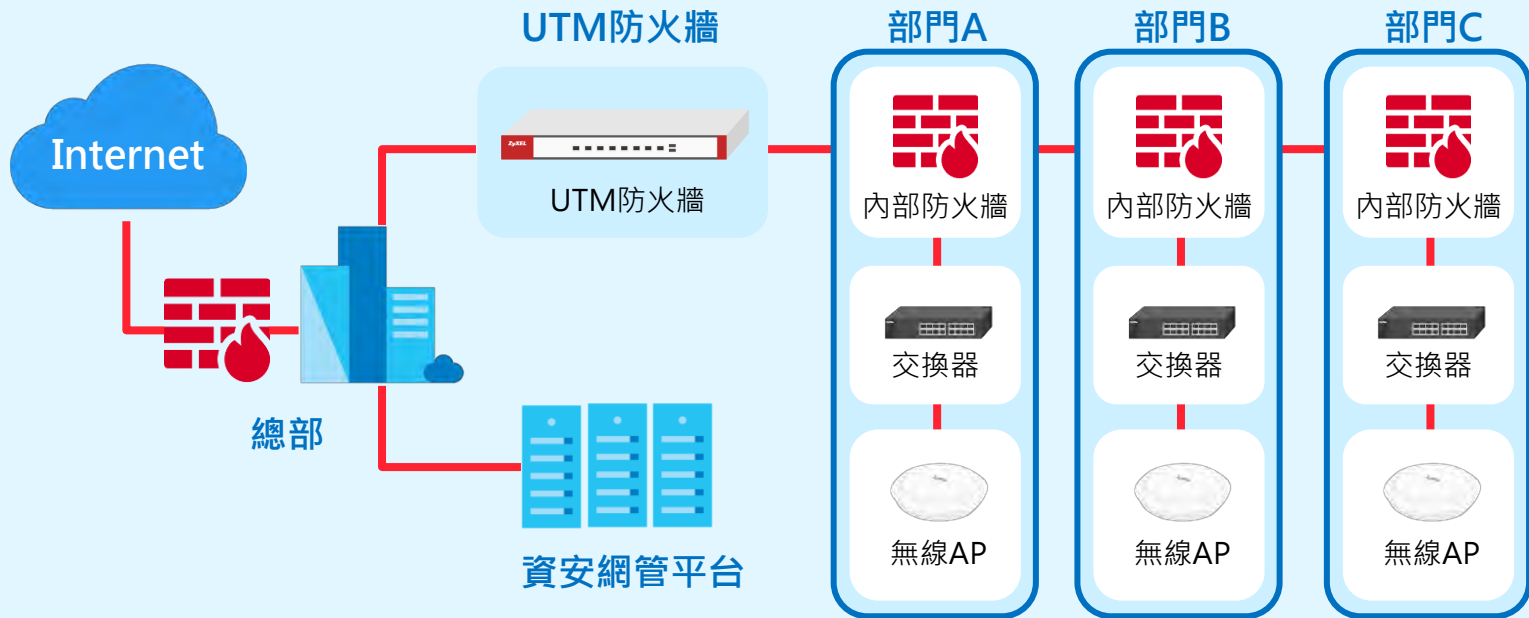 UTM防火牆
部門A
部門B
部門C
Internet
ZyXEL
UTM防火牆
內部防火牆
內部防火牆
內部防火牆
交換器
交換器
交換器
總部
資安網管平台
無線AP
無線AP
無線AP